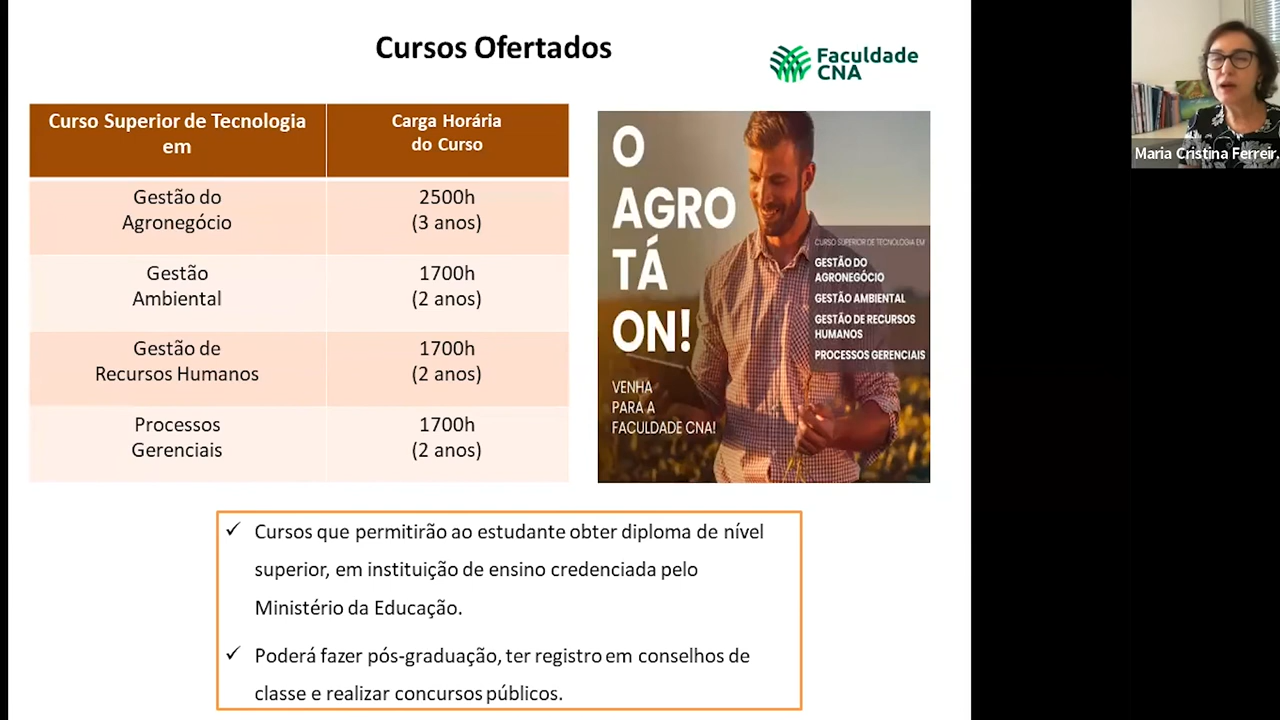 Cursos Ofertados
Faculdade
CNA
Curso Superior de Tecnologia
em
Carga Horária
do Curso
Gestão do
Agronegócio
2500h
(3 anos)
Gestão
Ambiental
1700h
(2 anos)
Gestão de
Recursos Humanos
1700h
(2 anos)
Processos
Gerenciais
1700h
(2 anos)
O
AGRO
TÁ
ON!
VENHA
PARA A
FACULDADE CNA!
CURSO SUPERIOR DE TECNOLOGIA EM
GESTÃO DO
AGRONEGÓCIO
GESTÃO AMBIENTAL
GESTÃO DE RECURSOS
HUMANOS
PROCESSOS GERENCIAIS
✓ Cursos que permitirão ao estudante obter diploma de nível
superior, em instituição de ensino credenciada pelo
Ministério da Educação.
✓ Poderá fazer pós-graduação, ter registro em conselhos de
classe e realizar concursos públicos.
Maria Cristina Ferreir.